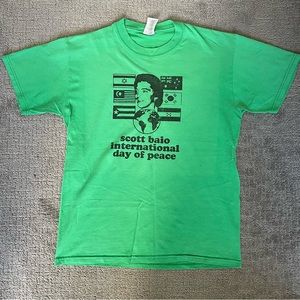 scott baio
international
day of peace